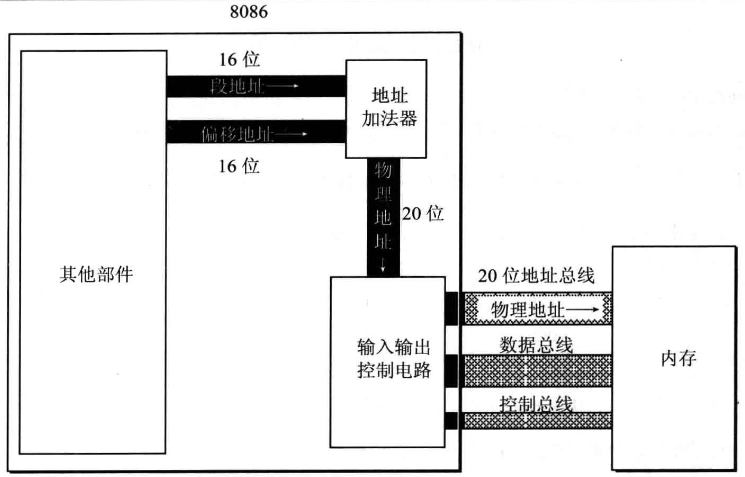 8086
16 位
段地址
地址
加法器
偏移地址
16 位
物理地址
20 位
其他部件
20 位地址总线
物理地址
输入输出
控制电路
数据总线
内存
控制总线